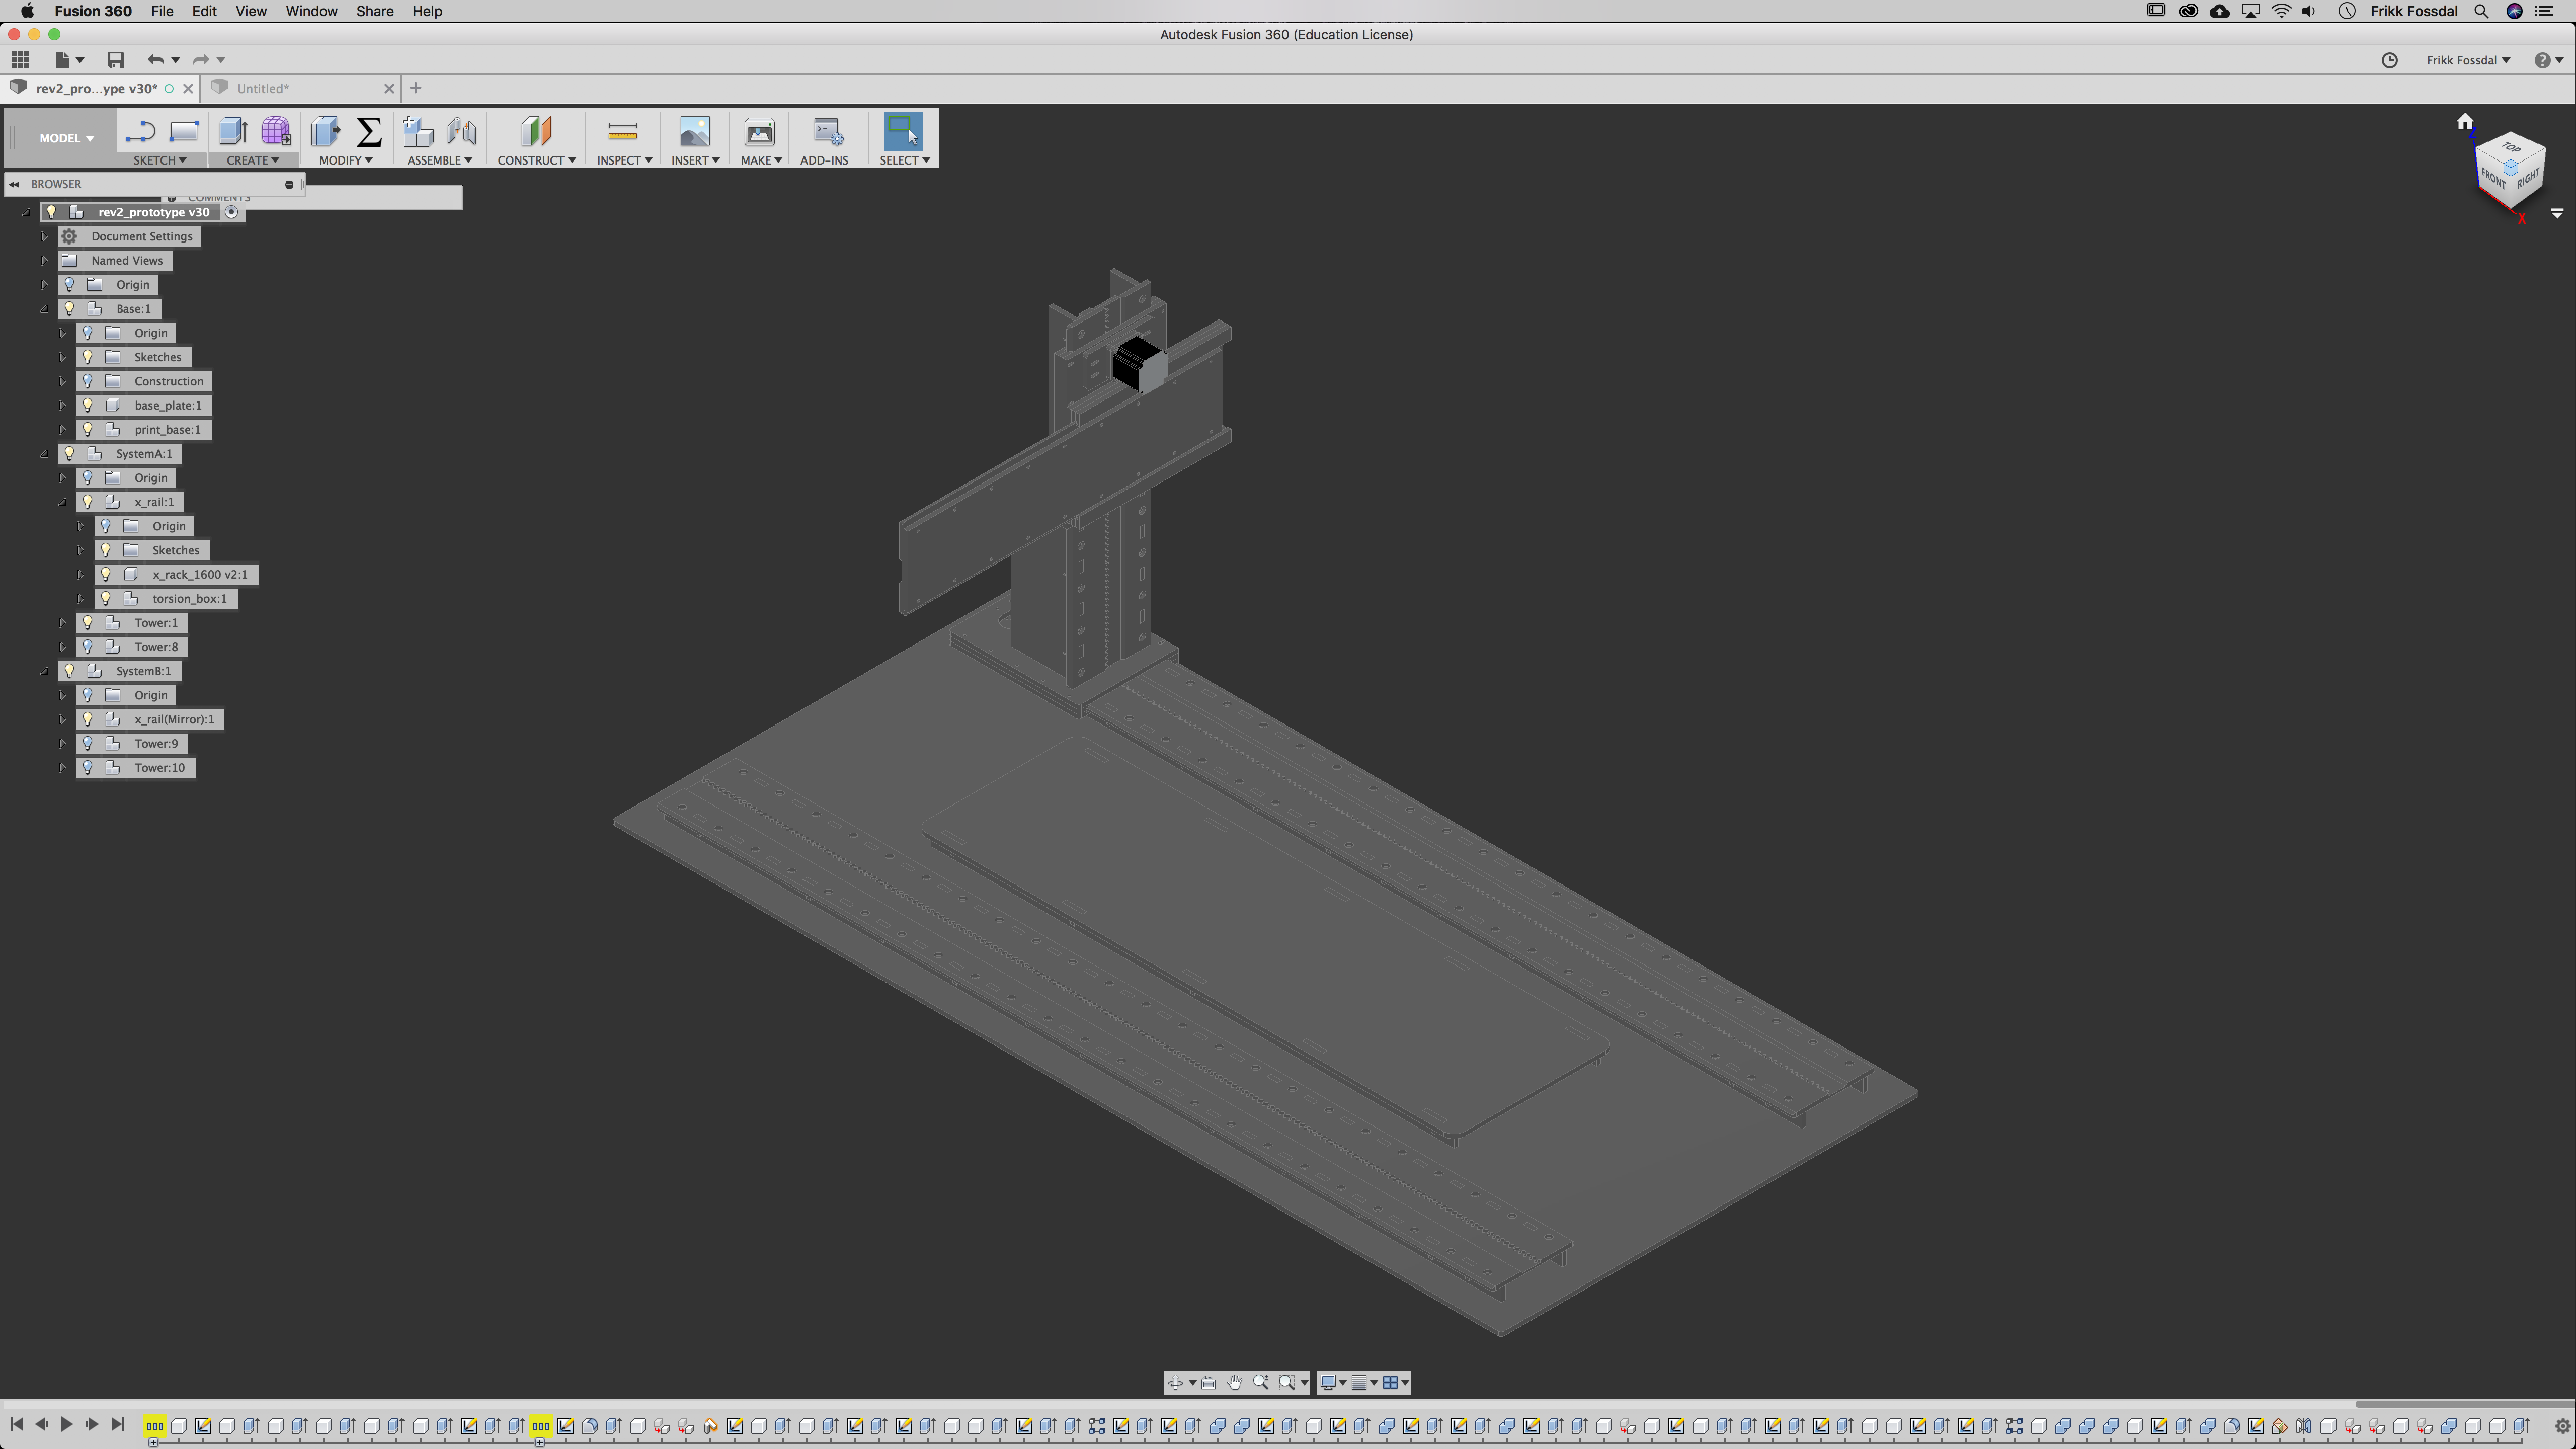 Fusion 360 File Edit View Window Share Help Frikk Fossdal
Autodesk Fusion 360 (Education License)
Frikk Fossdal
rev2_pro...ype v30* Untitled*
MODEL
SKETCH CREATE MODIFY ASSEMBLE CONSTRUCT INSPECT INSERT MAKE ADD-INS SELECT
TOP
FRONT RIGHT
Z
X
BROWSER
COMMENTS
rev2_prototype v30
Document Settings
Named Views
Origin
Base:1
Origin
Sketches
Construction
base_plate:1
print_base:1
SystemA:1
Origin
x_rail:1
Origin
Sketches
x_rack_1600 v2:1
torsion_box:1
Tower:1
Tower:8
SystemB:1
Origin
x_rail(Mirror):1
Tower:9
Tower:10